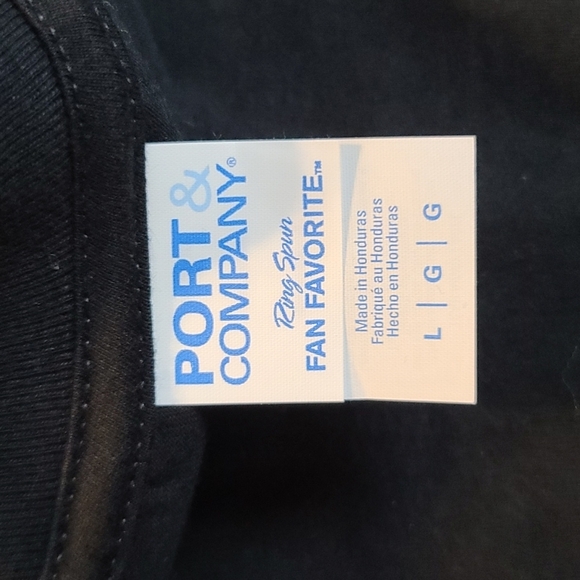 PORT &
COMPANY®
Ring Spun
FAN FAVORITE™
Made in Honduras
Fabriqué au Honduras
Hecho en Honduras
L | G | G